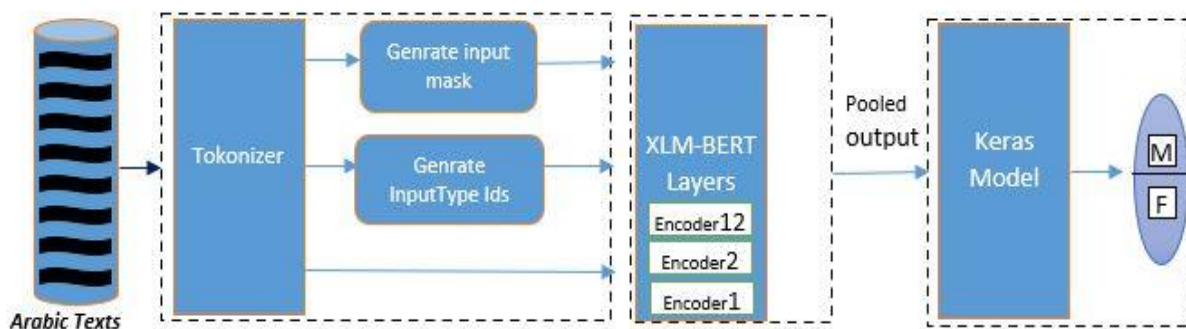 Arabic Texts
Tokonizer
Genrate input
mask
Genrate
InputType Ids
XLM-BERT
Layers
Encoder12
Encoder2
Encoder1
Pooled
output
Keras
Model
M
F